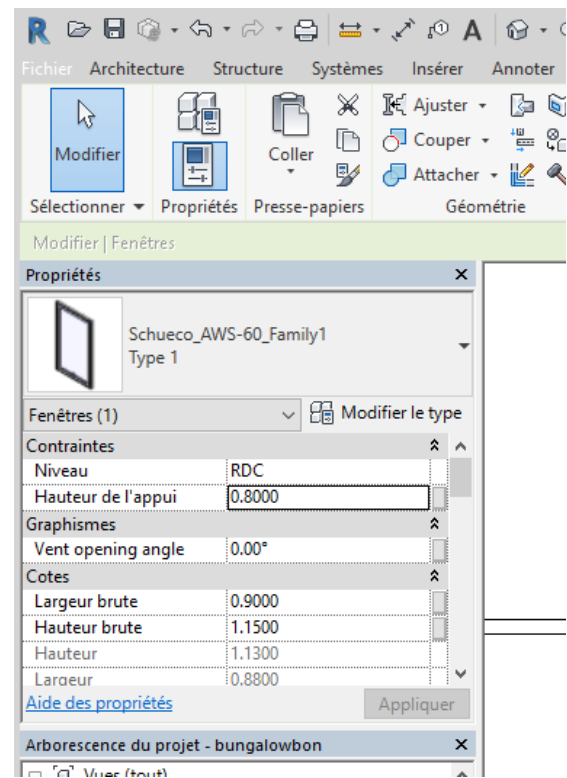 R A
Fichier Architecture Structure Systèmes Insérer Annoter
Modifier Coller Ajuster
Couper
Attacher
Sélectionner Propriétés Presse-papiers Géométrie
Modifier | Fenêtres
Propriétés
Schueco_AWS-60_Family1
Type 1
Fenêtres (1) Modifier le type
Contraintes
Niveau RDC
Hauteur de l'appui 0.8000
Graphismes
Vent opening angle 0.00°
Cotes
Largeur brute 0.9000
Hauteur brute 1.1500
Hauteur 1.1300
Largeur 0.8800
Aide des propriétés Appliquer
Arborescence du projet - bungalowbon
Vues (tout)